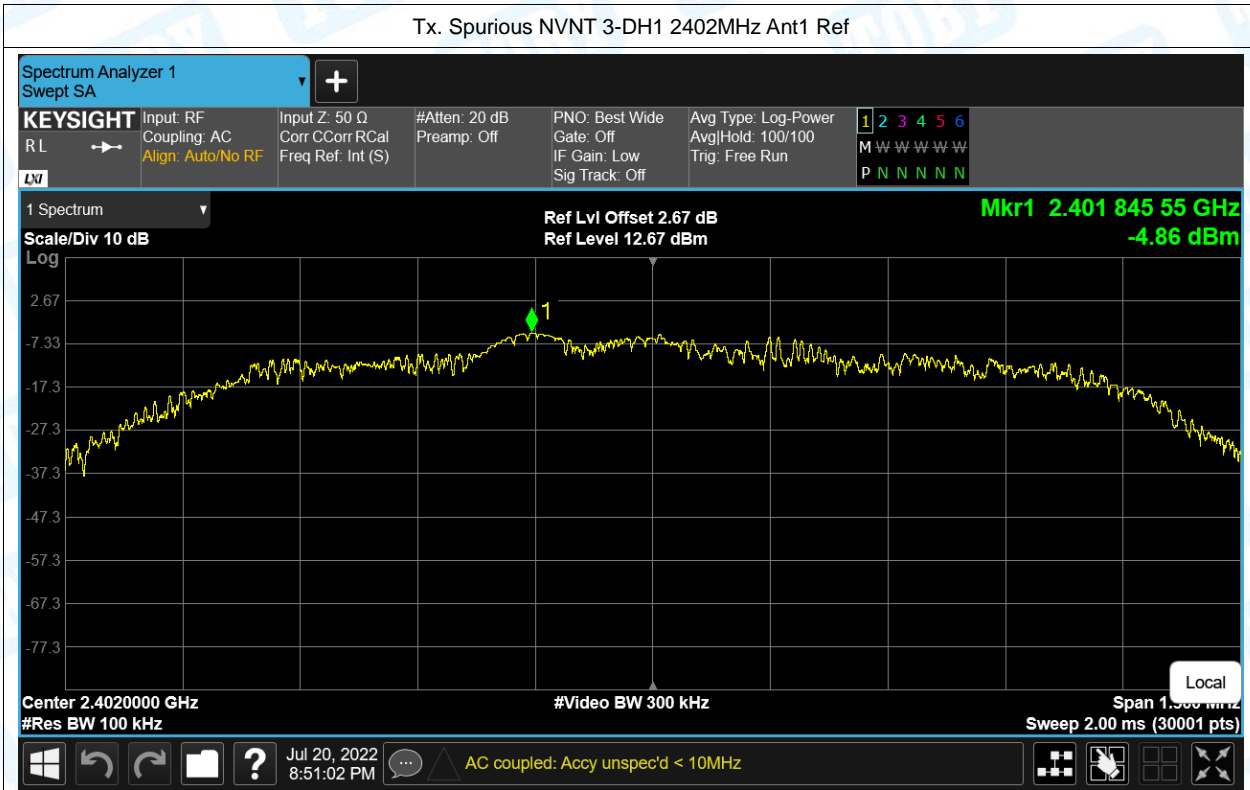 Tx. Spurious NVNT 3-DH1 2402MHz Ant1 Ref
Spectrum Analyzer 1
Swept SA
KEYSIGHT
R L
LXI
Input: RF
Coupling: AC
Align: Auto/No RF
Input Z: 50 Ω
Corr CCorr RCal
Freq Ref: Int (S)
#Atten: 20 dB
Preamp: Off
PNO: Best Wide
Gate: Off
IF Gain: Low
Sig Track: Off
Avg Type: Log-Power
Avg|Hold: 100/100
Trig: Free Run
1 2 3 4 5 6
M W W W W W
P N N N N N
1 Spectrum
Scale/Div 10 dB
Log
Ref Lvl Offset 2.67 dB
Ref Level 12.67 dBm
Mkr1 2.401 845 55 GHz
-4.86 dBm
1
2.67
-7.33
-17.3
-27.3
-37.3
-47.3
-57.3
-67.3
-77.3
Local
Center 2.4020000 GHz
#Video BW 300 kHz
Span
#Res BW 100 kHz
Sweep 2.00 ms (30001 pts)
?
Jul 20, 2022
8:51:02 PM
AC coupled: Accy unspec'd < 10MHz